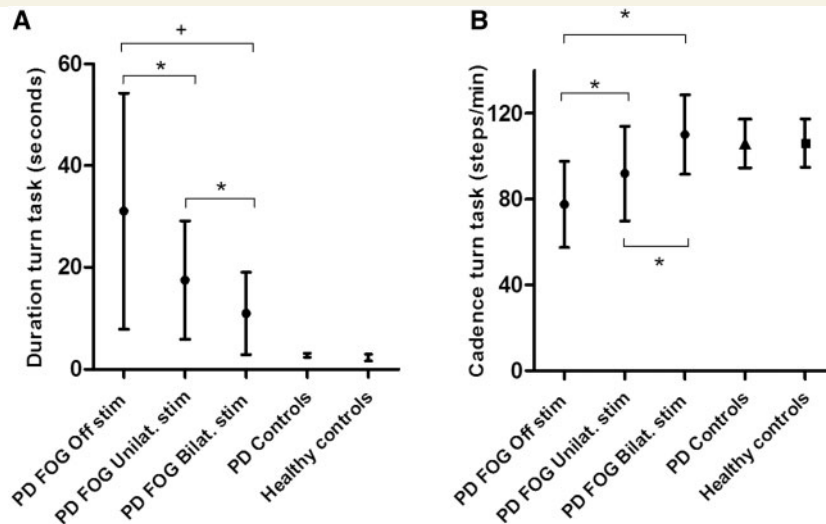 A
+
*
*
60
40
20
0
Duration turn task (seconds)
PD FOG Off stim
PD FOG Unilat. stim
PD FOG Bilat. stim
PD Controls
Healthy controls
B
*
*
*
120
80
40
0
Cadence turn task (steps/min)
PD FOG Off stim
PD FOG Unilat. stim
PD FOG Bilat. stim
PD Controls
Healthy controls